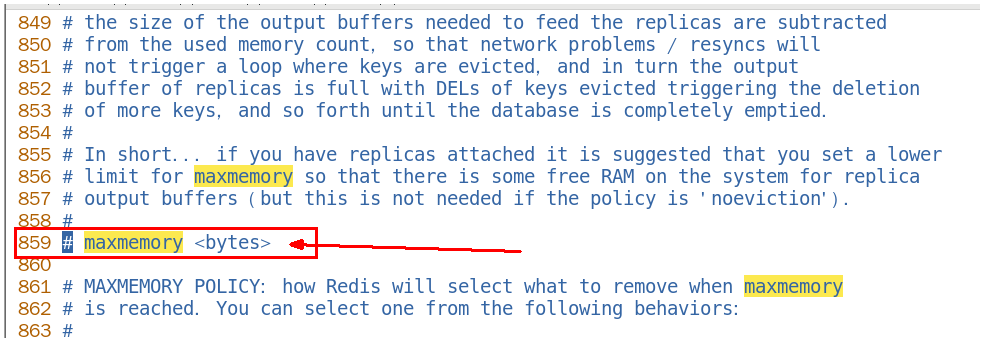 849 # the size of the output buffers needed to feed the replicas are subtracted
850 # from the used memory count, so that network problems / resyncs will
851 # not trigger a loop where keys are evicted, and in turn the output
852 # buffer of replicas is full with DELs of keys evicted triggering the deletion
853 # of more keys, and so forth until the database is completely emptied.
854 #
855 # In short... if you have replicas attached it is suggested that you set a lower
856 # limit for maxmemory so that there is some free RAM on the system for replica
857 # output buffers (but this is not needed if the policy is 'noeviction').
858 #
859 # maxmemory <bytes>
860
861 # MAXMEMORY POLICY: how Redis will select what to remove when maxmemory
862 # is reached. You can select one from the following behaviors:
863 #